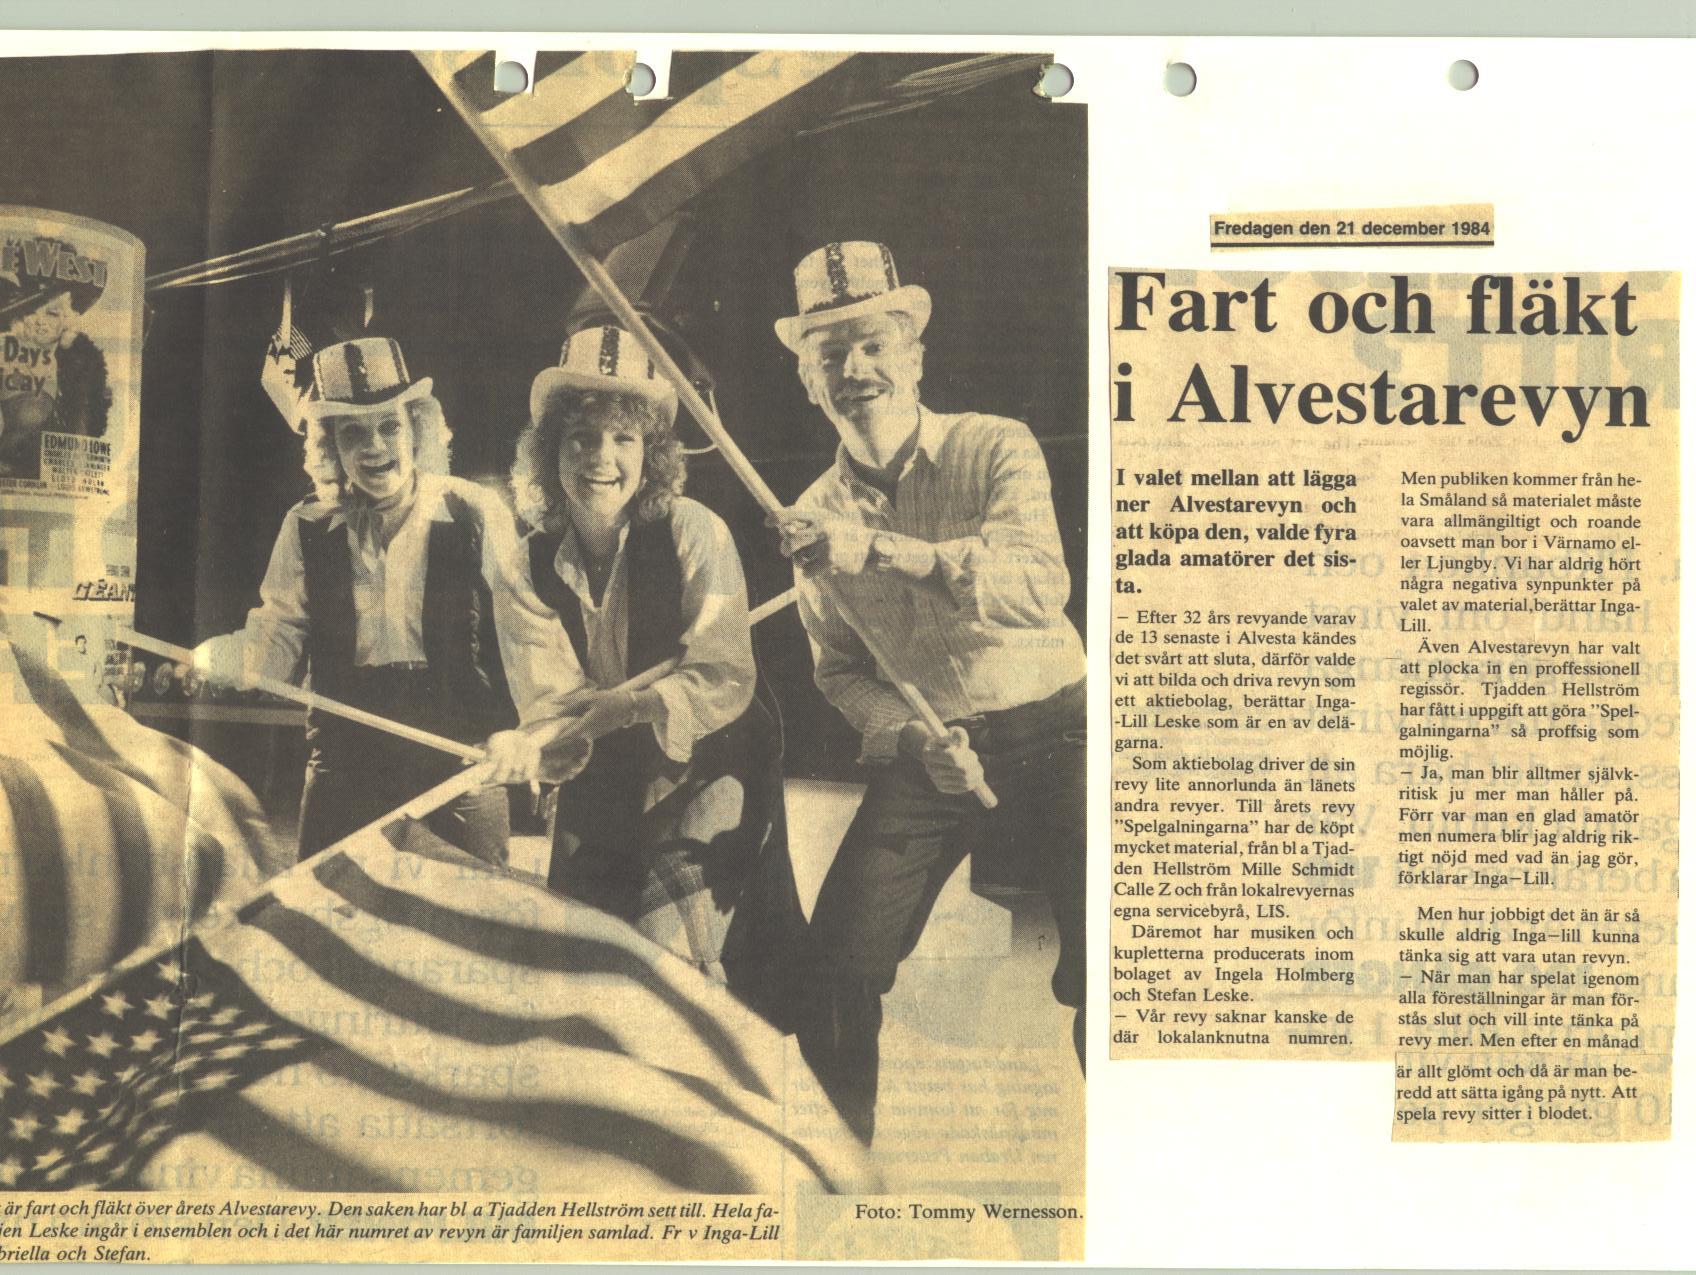 WEST
Day's
EDMUND LOWE
GEAN
Fredagen den 21 december 1984
Fart och fläkt
i Alvestarevyn
I valet mellan att lägga
ner Alvestarevyn och
att köpa den, valde fyra
glada amatörer det sis-
ta.
– Efter 32 års revyande varav
de 13 senaste i Alvesta kändes
det svårt att sluta, därför valde
vi att bilda och driva revyn som
ett aktiebolag, berättar Inga-
-Lill Leske som är en av delä-
garna.
Som aktiebolag driver de sin
revy lite annorlunda än länets
andra revyer. Till årets revy
"Spelgalningarna" har de köpt
mycket material, från bl a Tjad-
den Hellström Mille Schmidt
Calle Z och från lokalrevyernas
egna servicebyrå, LIS.
Däremot har musiken och
kupletterna producerats inom
bolaget av Ingela Holmberg
och Stefan Leske.
– Vår revy saknar kanske de
där lokalanknutna numren.
Men publiken kommer från he-
la Småland så materialet måste
vara allmängiltigt och roande
oavsett man bor i Värnamo el-
ler Ljungby. Vi har aldrig hört
några negativa synpunkter på
valet av material,berättar Inga-
Lill.
Även Alvestarevyn har valt
att plocka in en proffessionell
regissör. Tjadden Hellström
har fått i uppgift att göra "Spel-
galningarna" så proffsig som
möjlig.
– Ja, man blir alltmer självk-
ritisk ju mer man håller på.
Förr var man en glad amatör
men numera blir jag aldrig rik-
tigt nöjd med vad än jag gör,
förklarar Inga–Lill.
Men hur jobbigt det än är så
skulle aldrig Inga–lill kunna
tänka sig att vara utan revyn.
– När man har spelat igenom
alla föreställningar är man för-
stås slut och vill inte tänka på
revy mer. Men efter en månad
är allt glömt och då är man be-
redd att sätta igång på nytt. Att
spela revy sitter i blodet.
är fart och fläkt över årets Alvestarevy. Den saken har bl a Tjadden Hellström sett till. Hela fa-
jen Leske ingår i ensemblen och i det här numret av revyn är familjen samlad. Fr v Inga-Lill
briella och Stefan.
Foto: Tommy Wernesson.